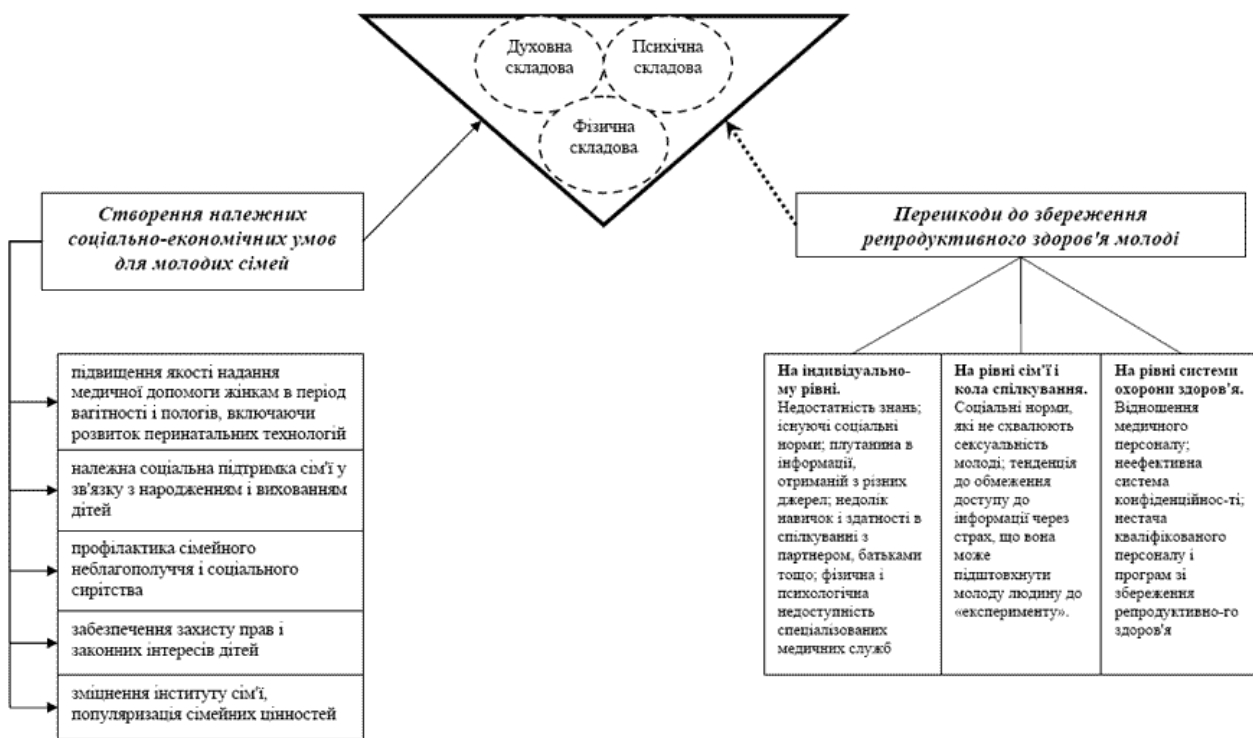 Духовна
складова
Психічна
складова
Фізична
складова
Створення належних
соціально-економічних умов
для молодих сімей
підвищення якості надання
медичної допомоги жінкам в період
вагітності і пологів, включаючи
розвиток перинатальних технологій
належна соціальна підтримка сім'ї у
зв'язку з народженням і вихованням
дітей
профілактика сімейного
неблагополуччя і соціального
сирітства
забезпечення захисту прав і
законних інтересів дітей
зміцнення інституту сім'ї,
популяризація сімейних цінностей
Перешкоди до збереження
репродуктивного здоров'я молоді
На індивідуально-
му рівні.
Недостатність знань;
існуючі соціальні
норми; плутанина в
інформації,
отриманій з різних
джерел; недолік
навичок і здатності в
спілкуванні з
партнером, батьками
тощо; фізична і
психологічна
недоступність
спеціалізованих
медичних служб
На рівні сім'ї і
кола спілкування.
Соціальні норми,
які не схвалюють
сексуальність
молоді; тенденція
до обмеження
доступу до
інформації через
страх, що вона
може
підштовхнути
молоду людину до
«експерименту».
На рівні системи
охорони здоров'я.
Відношення
медичного
персоналу;
неефективна
система
конфіденційнос-ті;
нестача
кваліфікованого
персоналу і
програм зі
збереження
репродуктивно-го
здоров'я